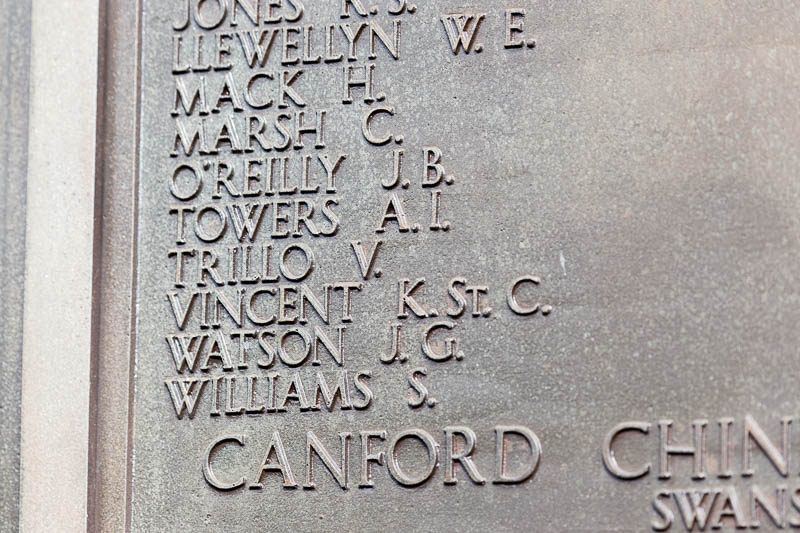 JONES R. S.
LLEWELLYN W. E.
MACK H.
MARSH C.
O'REILLY J. B.
TOWERS A. I.
TRILLO V.
VINCENT K. St. C.
WATSON J. G.
WILLIAMS S.
CANFORD CHIN
SWANS